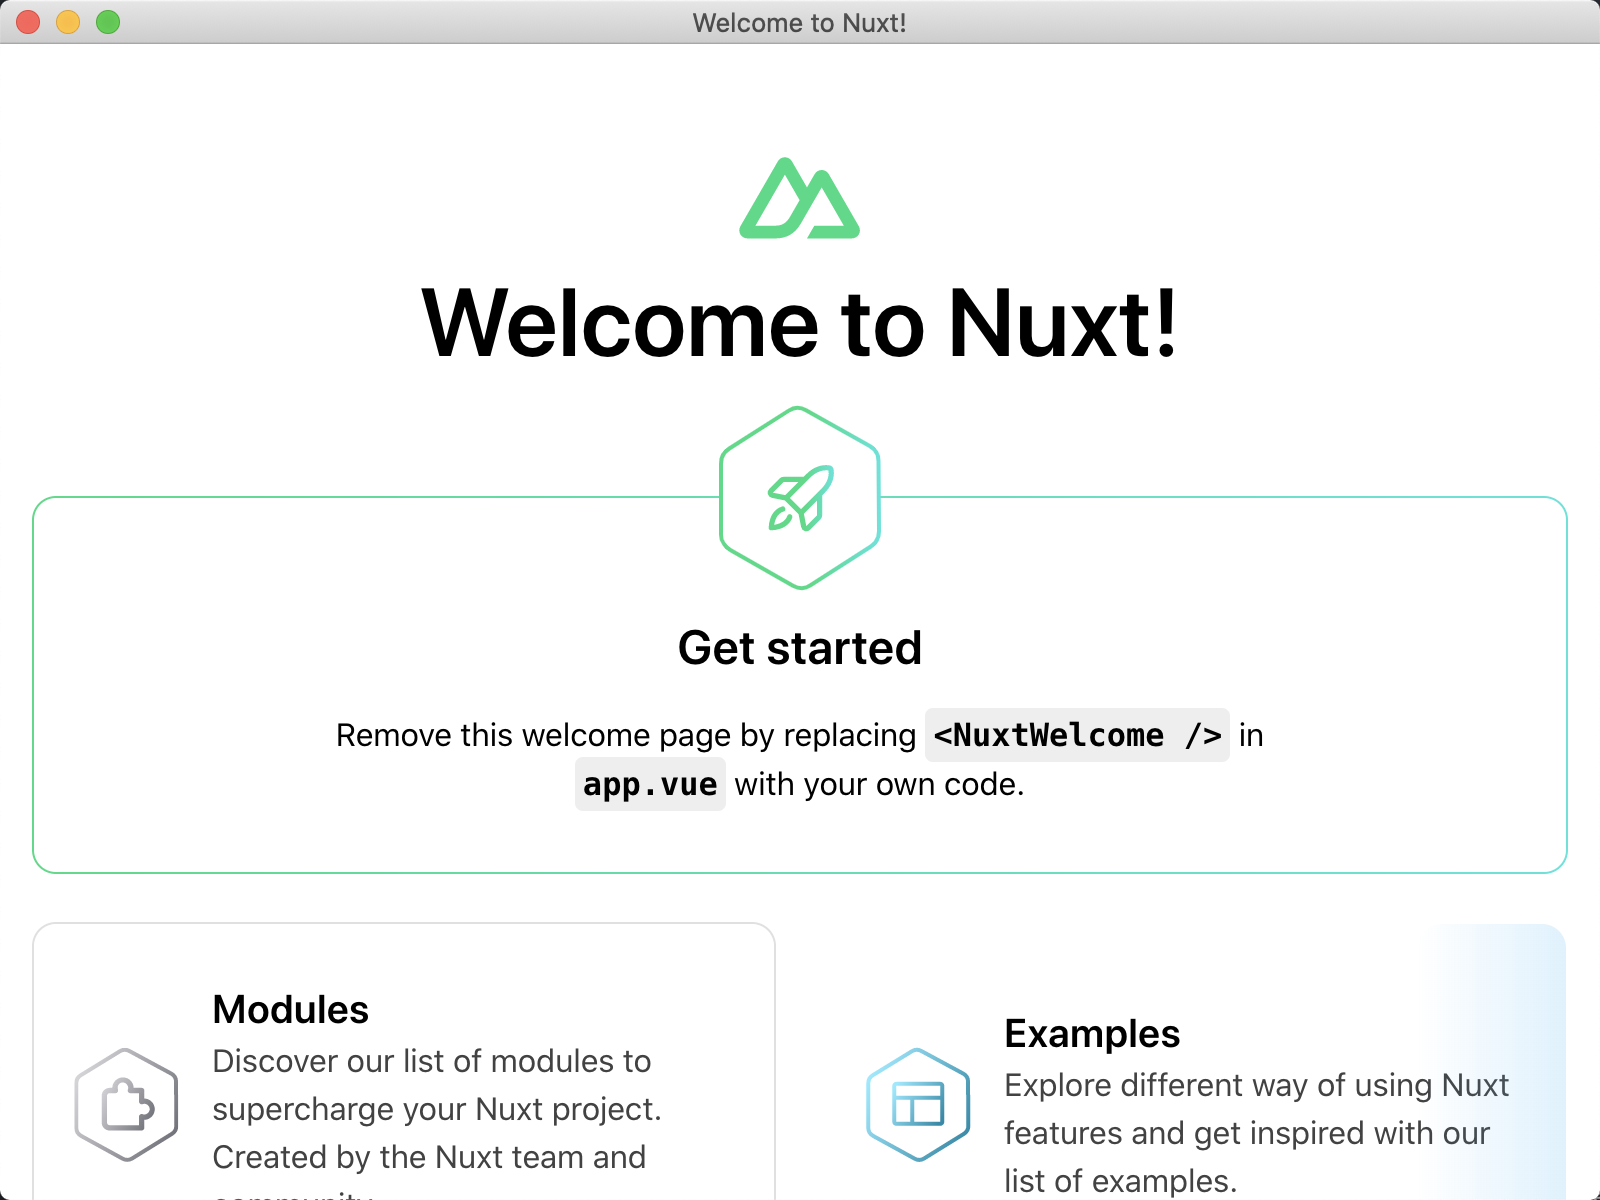 Welcome to Nuxt!
Welcome to Nuxt!
Get started
Remove this welcome page by replacing <NuxtWelcome /> in
app.vue with your own code.
Modules
Discover our list of modules to
supercharge your Nuxt project.
Created by the Nuxt team and
Examples
Explore different way of using Nuxt
features and get inspired with our
list of examples.